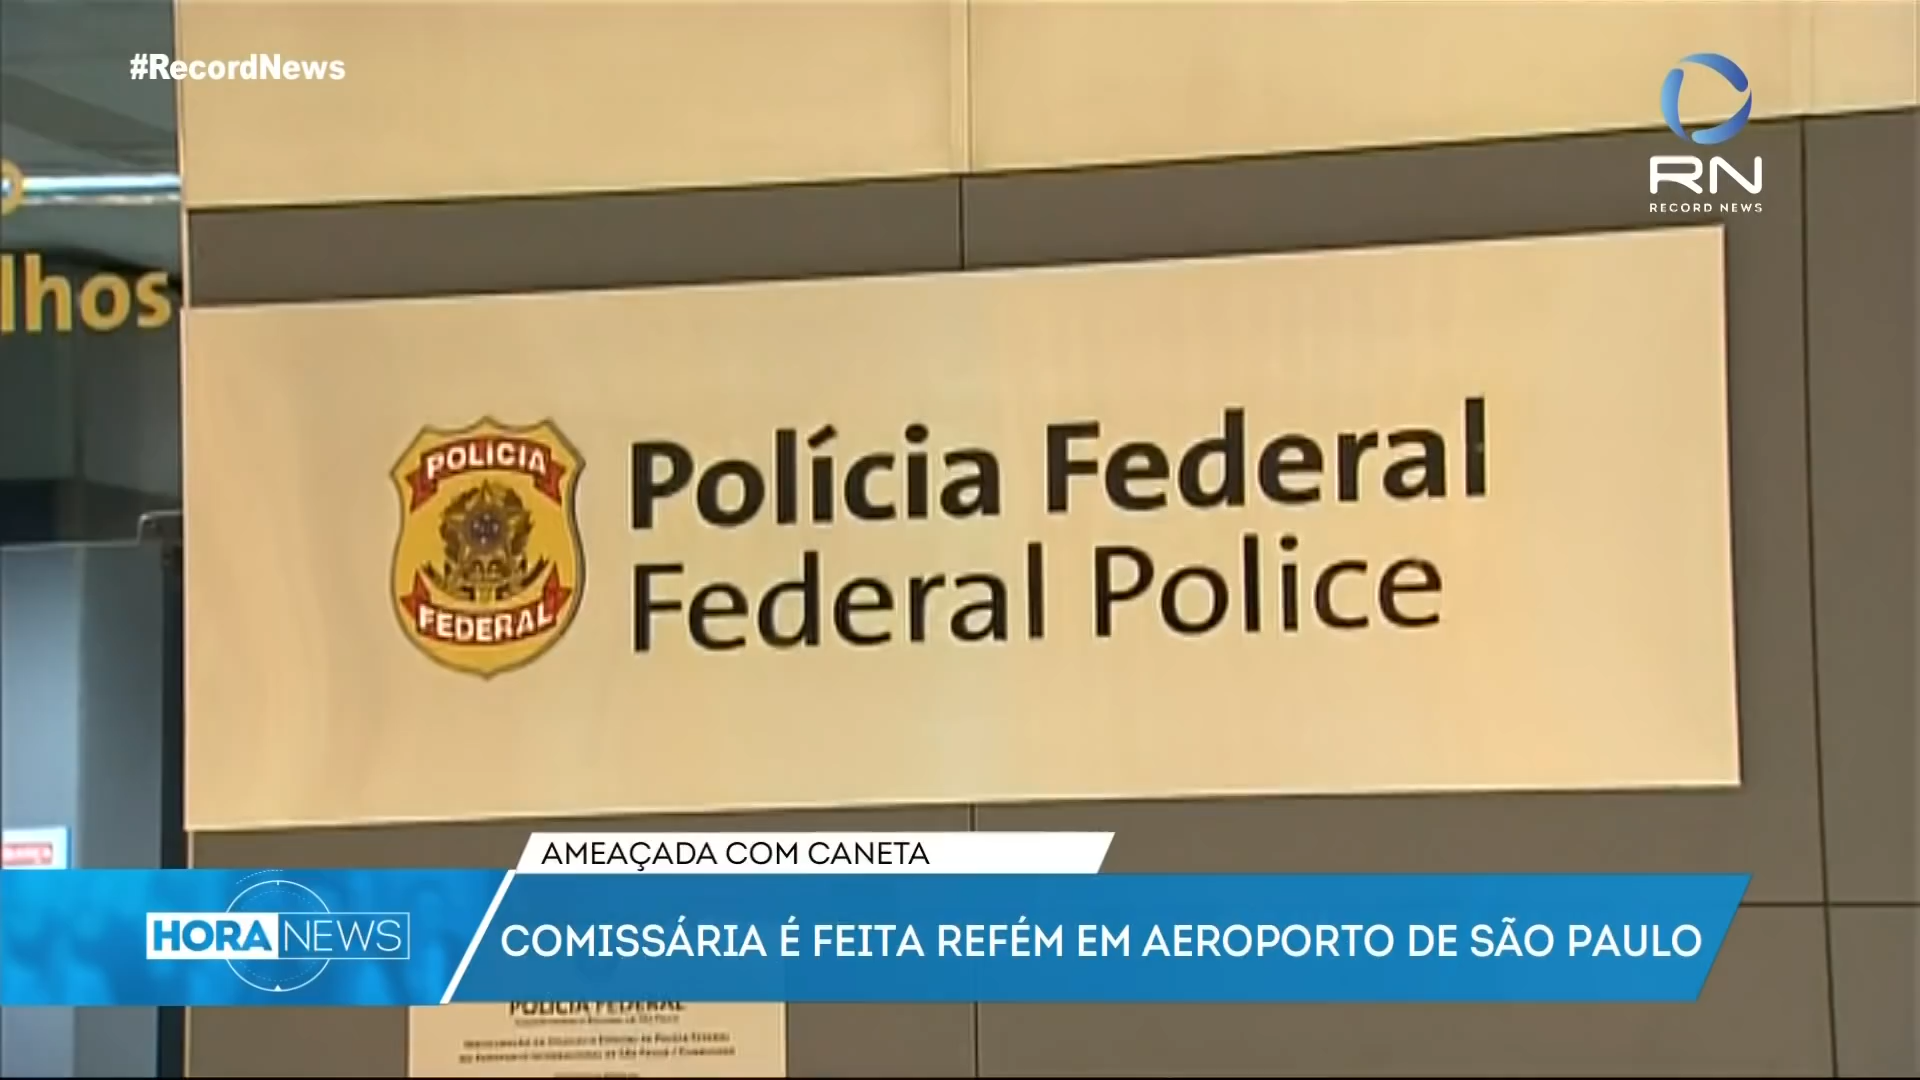 #RecordNews
RN
RECORD NEWS
lhos
POLICIA
FEDERAL
Polícia Federal
Federal Police
AMEAÇADA COM CANETA
HORA NEWS
COMISSÁRIA É FEITA REFÉM EM AEROPORTO DE SÃO PAULO
POLÍCIA FEDERAL